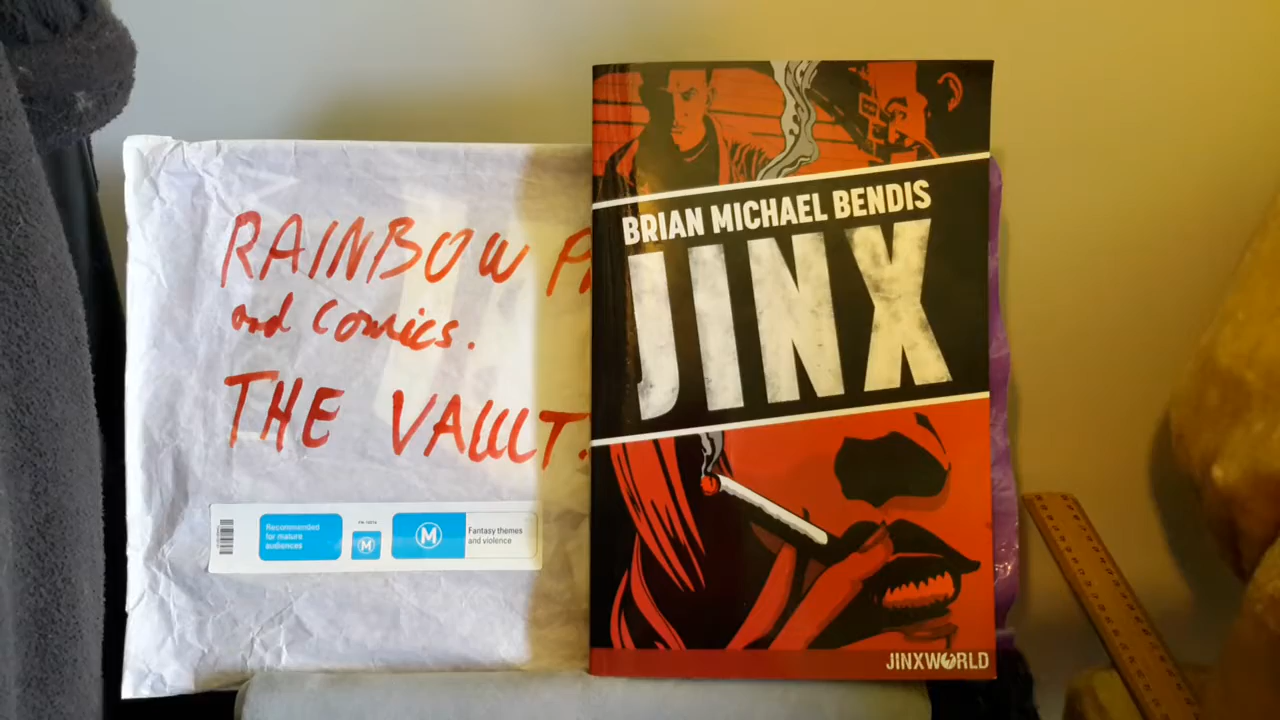 RAINBOW
and Comics.
THE VAULT.
Recommended
for mature
audiences
M
M
Fantasy themes
and violence
BRIAN MICHAEL BENDIS
JINX
JINXWORLD